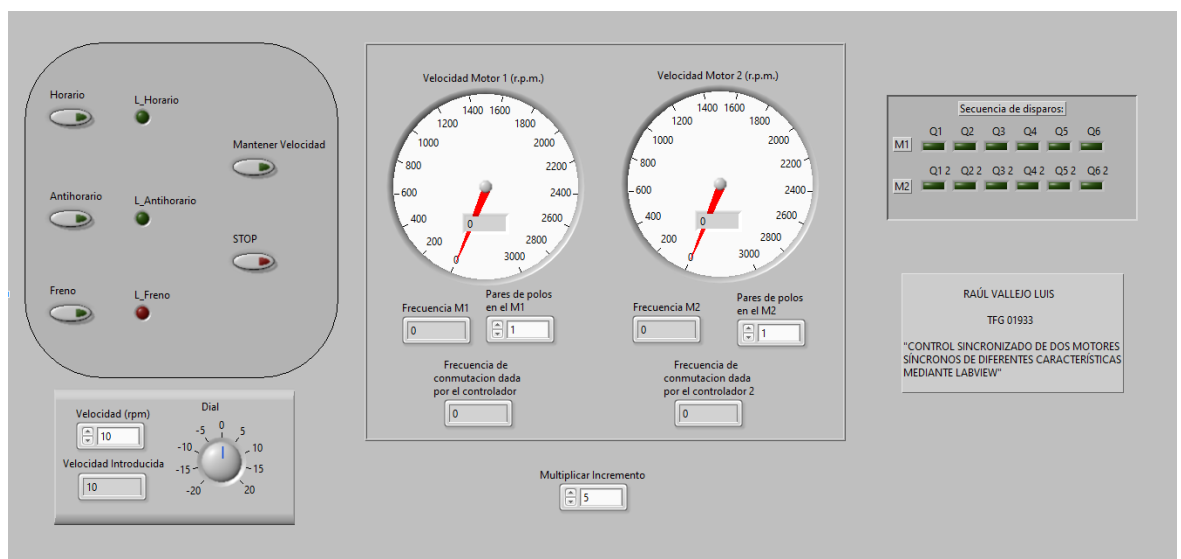 Horario
L_Horario
Mantener Velocidad
Antihorario
L_Antihorario
STOP
Freno
L_Freno
Velocidad (rpm)
10
Velocidad Introducida
10
Dial
-20 -15 -10 -5 0 5 10 15 20
Velocidad Motor 1 (r.p.m.)
0 200 400 600 800 1000 1200 1400 1600 1800 2000 2200 2400 2600 2800 3000
0
Frecuencia M1
0
Pares de polos
en el M1
1
Frecuencia de
conmutacion dada
por el controlador
0
Velocidad Motor 2 (r.p.m.)
0 200 400 600 800 1000 1200 1400 1600 1800 2000 2200 2400 2600 2800 3000
0
Frecuencia M2
0
Pares de polos
en el M2
1
Frecuencia de
conmutacion dada
por el controlador 2
0
Multiplicar Incremento
5
Secuencia de disparos:
Q1 Q2 Q3 Q4 Q5 Q6
M1
Q1 2 Q2 2 Q3 2 Q4 2 Q5 2 Q6 2
M2
RAÚL VALLEJO LUIS
TFG 01933
"CONTROL SINCRONIZADO DE DOS MOTORES
SÍNCRONOS DE DIFERENTES CARACTERÍSTICAS
MEDIANTE LABVIEW"